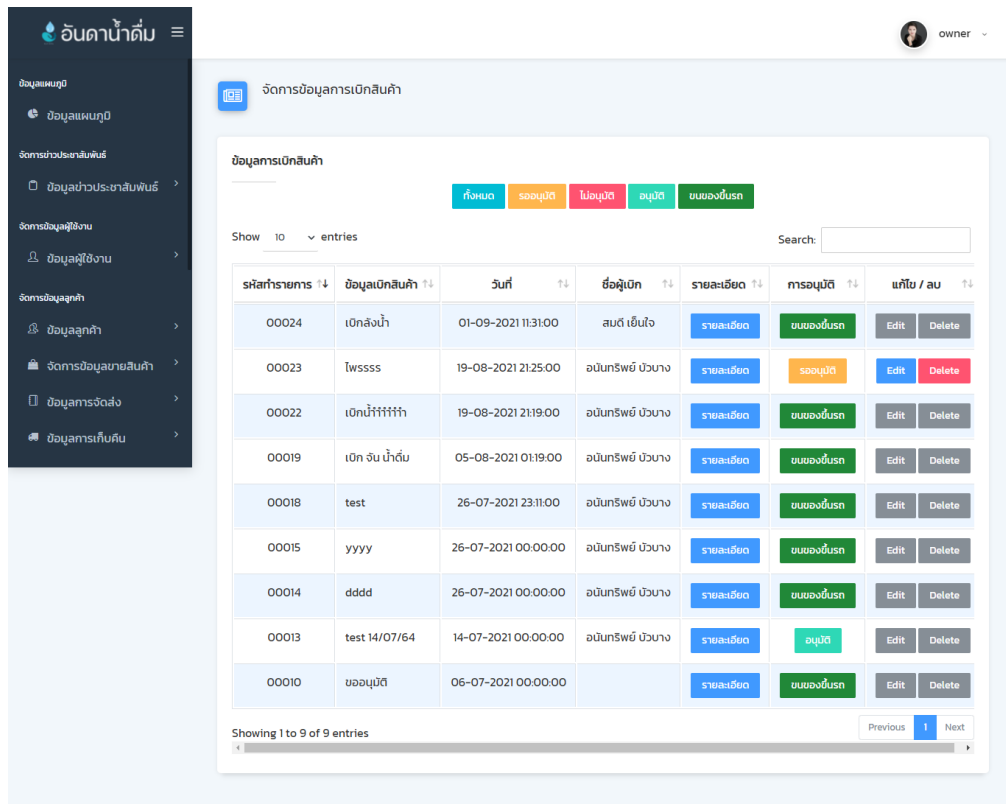 อันดาน้ำดื่ม
owner
ข้อมูลแผนภูมิ
ข้อมูลแผนภูมิ
จัดการข่าวประชาสัมพันธ์
ข้อมูลข่าวประชาสัมพันธ์
จัดการข้อมูลผู้ใช้งาน
ข้อมูลผู้ใช้งาน
จัดการข้อมูลลูกค้า
ข้อมูลลูกค้า
จัดการข้อมูลขายสินค้า
ข้อมูลการจัดส่ง
ข้อมูลการเก็บคืน
จัดการข้อมูลการเบิกสินค้า
ข้อมูลการเบิกสินค้า
ทั้งหมด รออนุมัติ ไม่อนุมัติ อนุมัติ ขนของขึ้นรถ
Show 10 entries Search:
รหัสทำรายการ ข้อมูลเบิกสินค้า วันที่ ชื่อผู้เบิก รายละเอียด การอนุมัติ แก้ไข / ลบ
00024 เบิกลังน้ำ 01-09-2021 11:31:00 สมดี เย็นใจ รายละเอียด ขนของขึ้นรถ Edit Delete
00023 ไพssss 19-08-2021 21:25:00 อนันทริพย์ บัวบาง รายละเอียด รออนุมัติ Edit Delete
00022 19-08-2021 21:19:00 อนันทริพย์ บัวบาง รายละเอียด ขนของขึ้นรถ Edit Delete
00019 เบิก จัน น้ำดื่ม 05-08-2021 01:19:00 อนันทริพย์ บัวบาง รายละเอียด ขนของขึ้นรถ Edit Delete
00018 test 26-07-2021 23:11:00 อนันทริพย์ บัวบาง รายละเอียด ขนของขึ้นรถ Edit Delete
00015 yyyy 26-07-2021 00:00:00 อนันทริพย์ บัวบาง รายละเอียด ขนของขึ้นรถ Edit Delete
00014 dddd 26-07-2021 00:00:00 อนันทริพย์ บัวบาง รายละเอียด ขนของขึ้นรถ Edit Delete
00013 test 14/07/64 14-07-2021 00:00:00 อนันทริพย์ บัวบาง รายละเอียด อนุมัติ Edit Delete
00010 ขออนุมัติ 06-07-2021 00:00:00 รายละเอียด ขนของขึ้นรถ Edit Delete
Showing 1 to 9 of 9 entries
Previous 1 Next